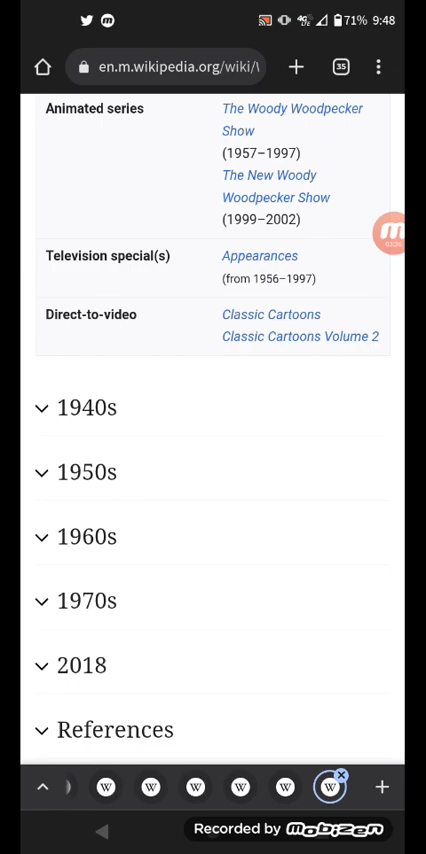 71% 9:48
en.m.wikipedia.org/wiki/
35
Animated series
The Woody Woodpecker
Show
(1957–1997)
The New Woody
Woodpecker Show
(1999–2002)
03:36
Television special(s)
Appearances
(from 1956–1997)
Direct-to-video
Classic Cartoons
Classic Cartoons Volume 2
1940s
1950s
1960s
1970s
2018
References
W W W W W W
Recorded by mobizen